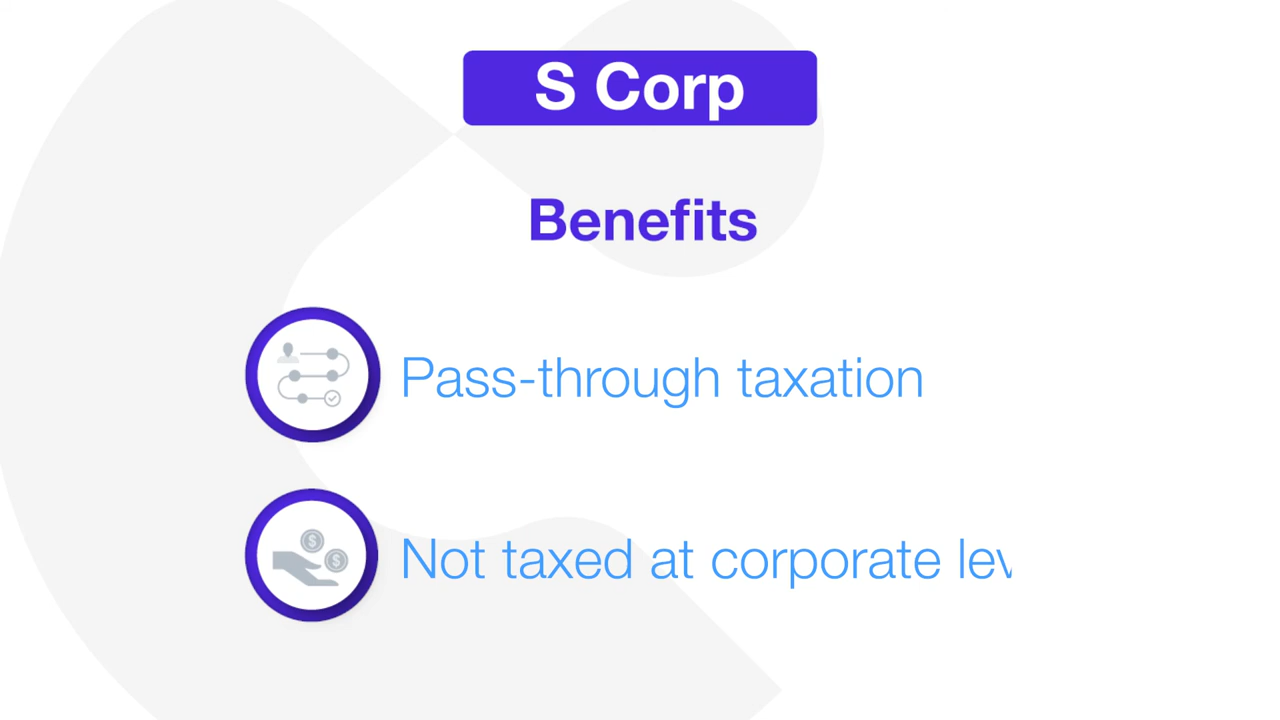 S Corp
Benefits
Pass-through taxation
Not taxed at corporate lev